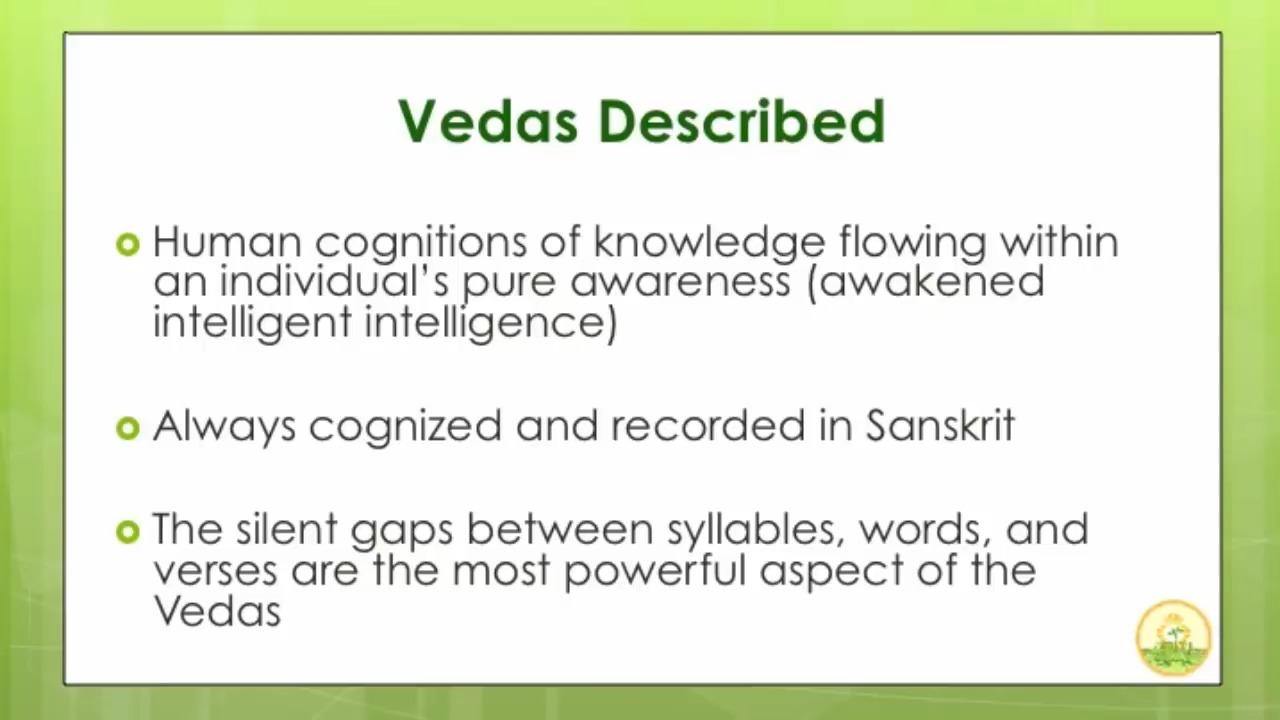 Vedas Described
Human cognitions of knowledge flowing within
an individual's pure awareness (awakened
intelligent intelligence)
Always cognized and recorded in Sanskrit
The silent gaps between syllables, words, and
verses are the most powerful aspect of the
Vedas